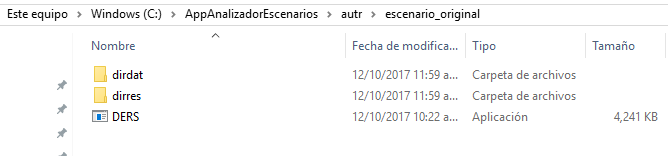 Este equipo > Windows (C:) > AppAnalizadorEscenarios > autr > escenario_original
Nombre Fecha de modifica... Tipo Tamaño
dirdat 12/10/2017 11:59 a... Carpeta de archivos
dirres 12/10/2017 11:59 a... Carpeta de archivos
DERS 12/10/2017 10:22 a... Aplicación 4,241 KB